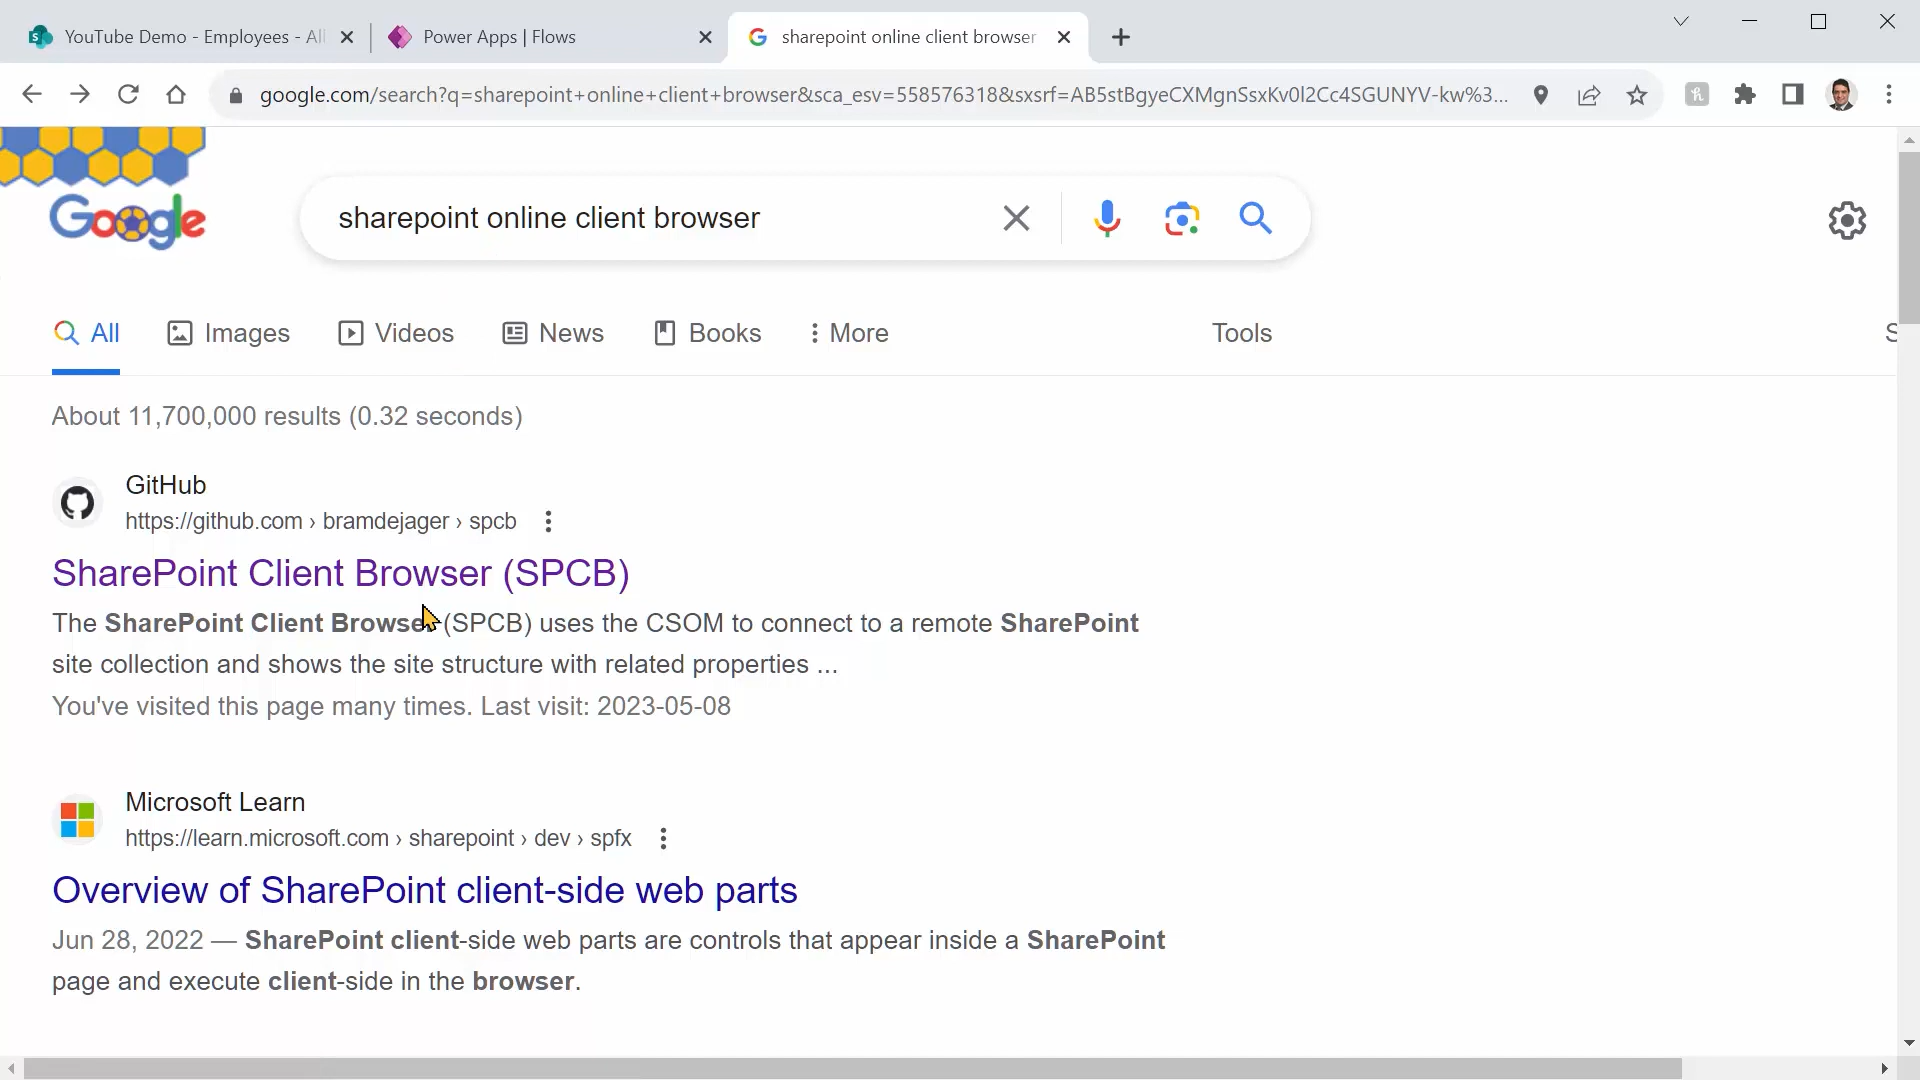 YouTube Demo - Employees - All
Power Apps | Flows
sharepoint online client browser
google.com/search?q=sharepoint+online+client+browser&sca_esv=558576318&sxsrf=AB5stBgyeCXMgnSsxKv0l2Cc4SGUNYV-kw%3...
Google
sharepoint online client browser
All
Images
Videos
News
Books
More
Tools
S
About 11,700,000 results (0.32 seconds)
GitHub
https://github.com › bramdejager › spcb
SharePoint Client Browser (SPCB)
The SharePoint Client Browser (SPCB) uses the CSOM to connect to a remote SharePoint
site collection and shows the site structure with related properties ...
You've visited this page many times. Last visit: 2023-05-08
Microsoft Learn
https://learn.microsoft.com › sharepoint › dev › spfx
Overview of SharePoint client-side web parts
Jun 28, 2022 — SharePoint client-side web parts are controls that appear inside a SharePoint
page and execute client-side in the browser.